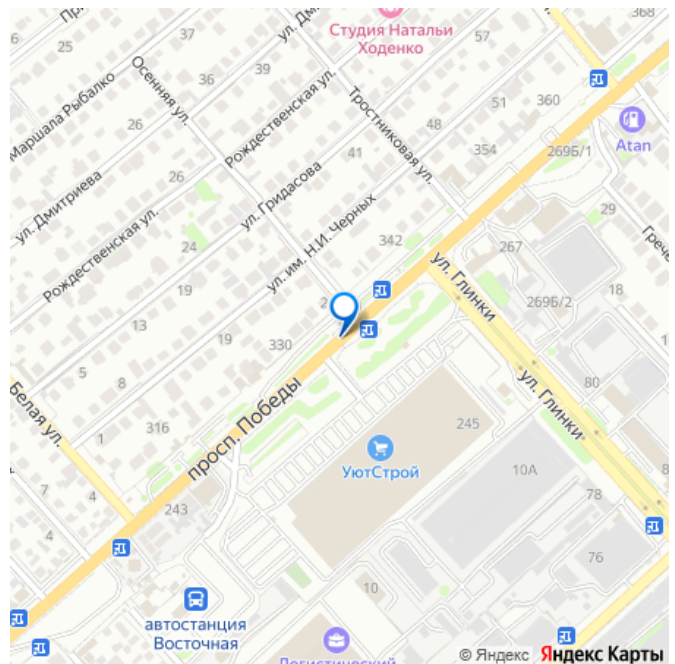 368
37
ул. Дм
Студия Натальи
Ходенко
25
57
Осенняя ул.
36
39
Маршала Рыбалко
Рождественская ул.
Тростниковая ул.
51
360
Atan
26
48
354
269Б/1
41
ул. Гридасова
ул. Дмитриева
26
29
ул. им. Н.И. Черных
Рождественская ул.
24
342
267
ул. Глинки
Грече
19
18
269Б/2
13
19
330
5
8
ул. Глинки
80
Белая ул.
просп. Победы
316
1
245
УютСтрой
10А
7
4
78
243
4
76
10
автостанция
Восточная
Логистический
© Яндекс Яндекс Карты